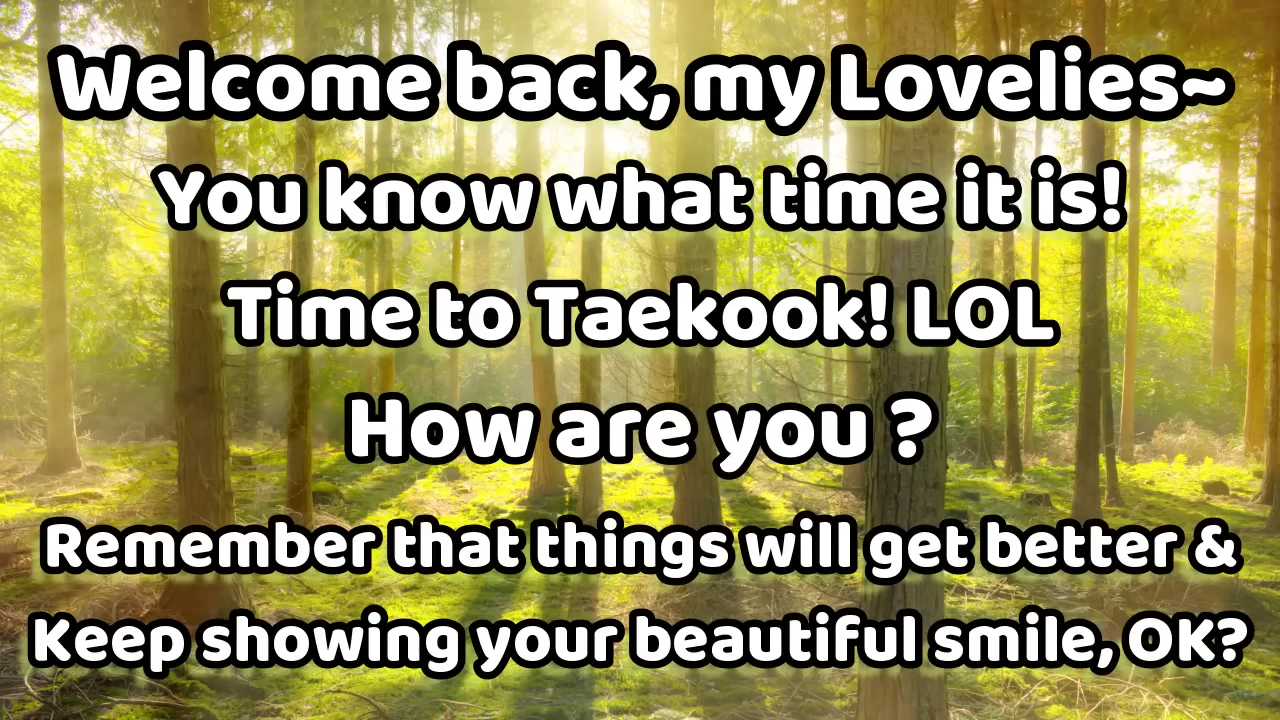 Welcome back, my Lovelies~
You know what time it is!
Time to Taekook! LOL
How are you ?
Remember that things will get better &
Keep showing your beautiful smile, OK?